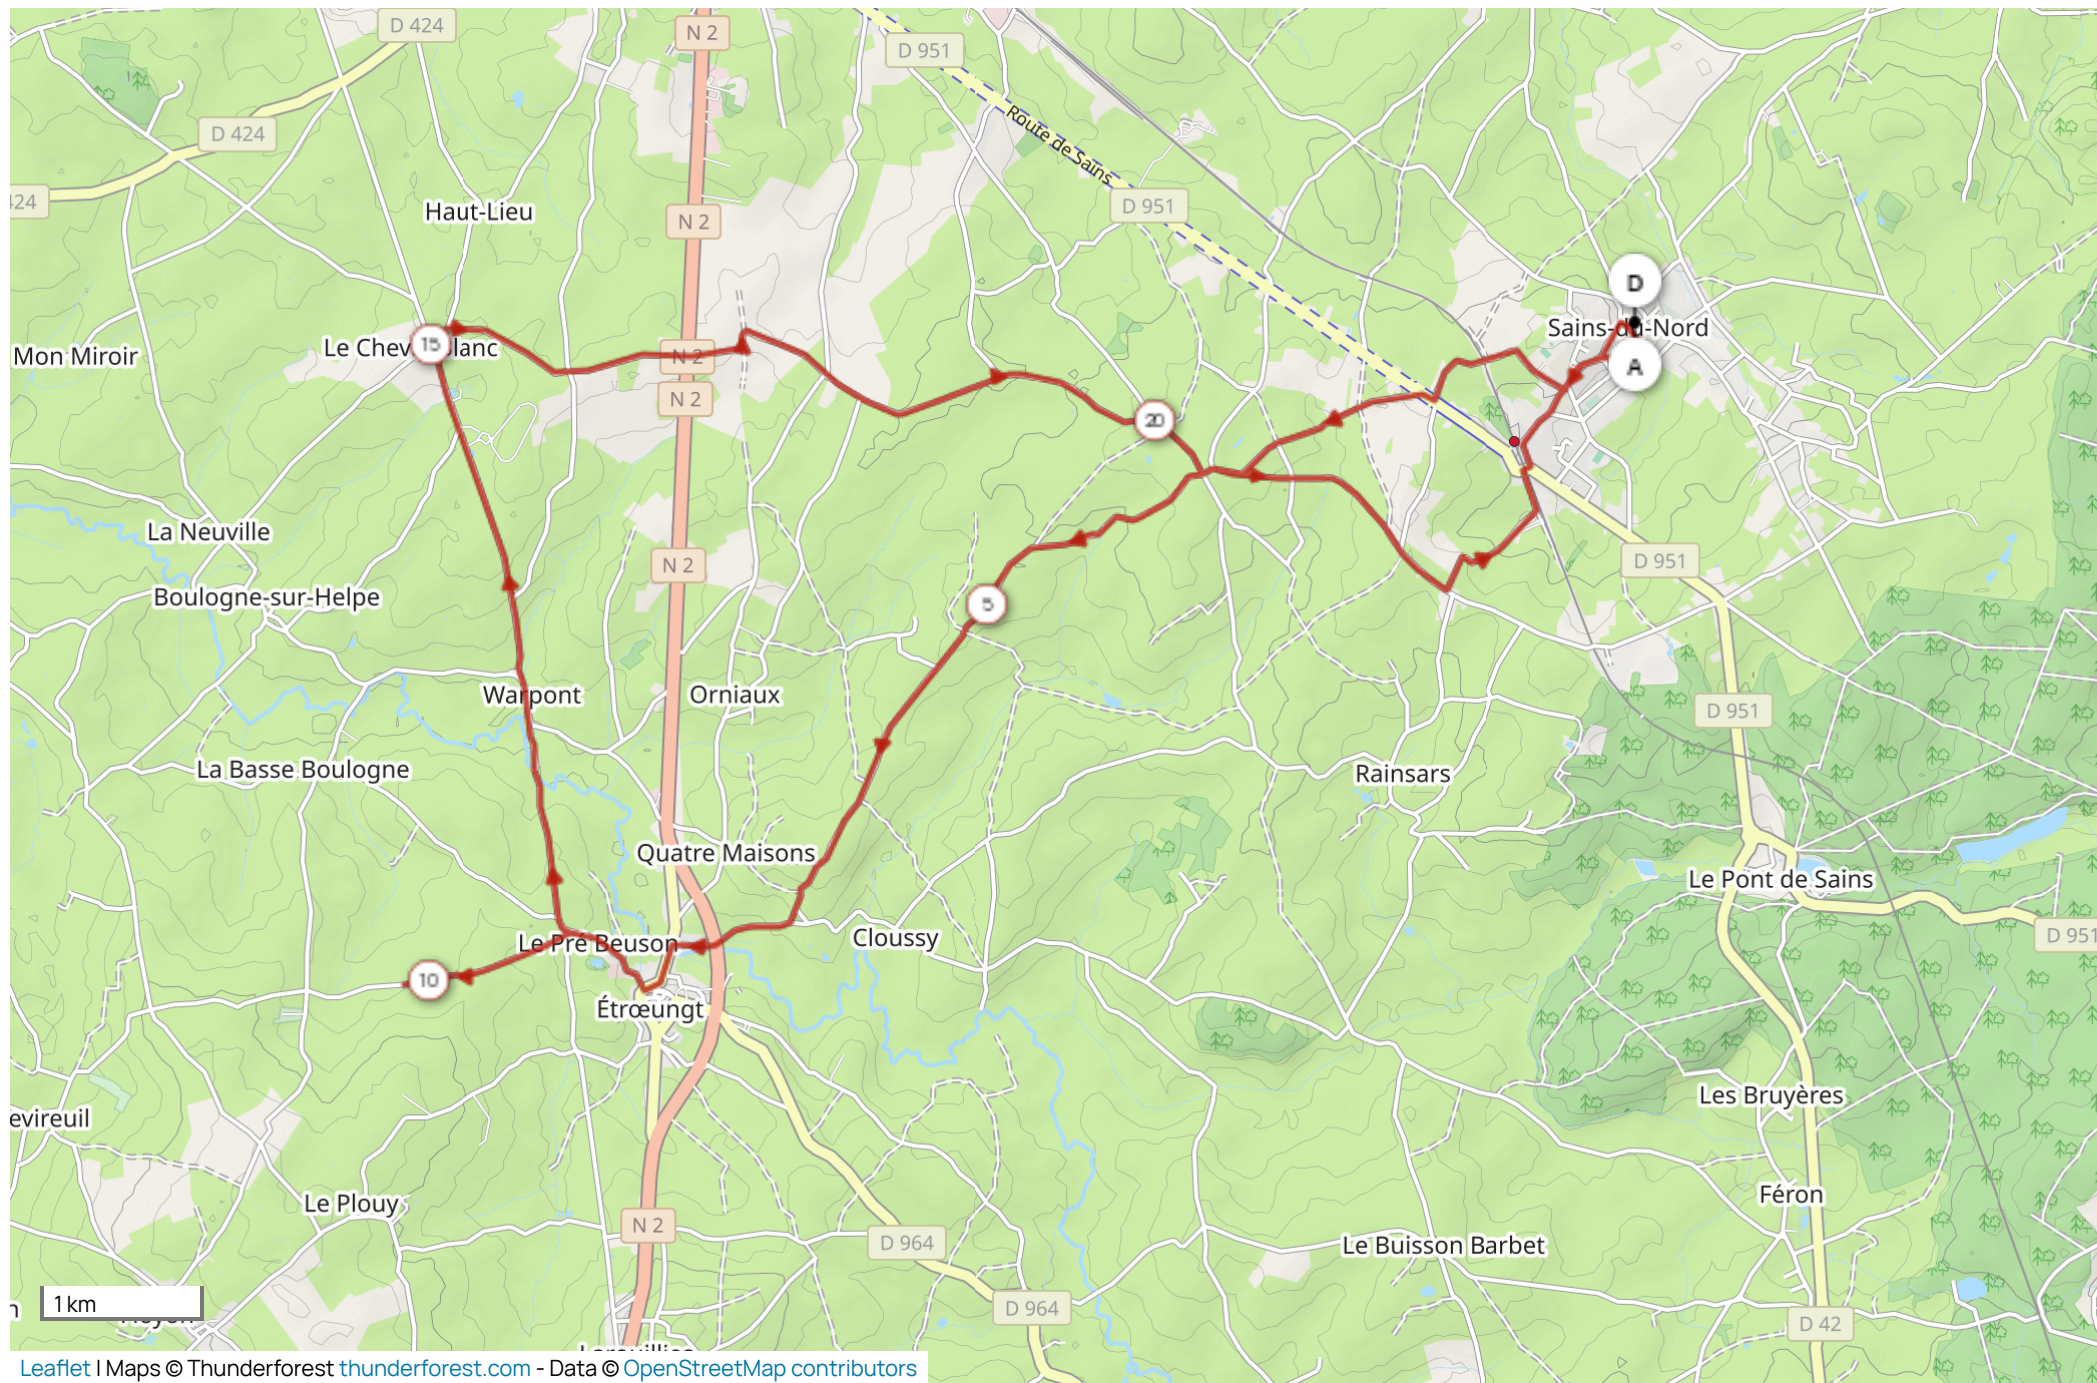 D 424
N 2
D 951
D 424
Route de Sains
424
D 951
Haut-Lieu
N 2
D
Sains-du-Nord
Mon Miroir
15
N 2
A
N 2
20
La Neuville
D 951
N 2
Boulogne-sur-Helpe
5
Warpont
Orniaux
D 951
La Basse Boulogne
Rainsars
Quatre Maisons
Le Pont de Sains
Le Pré Beuson
Cloussy
D 951
10
Étrœungt
Les Bruyères
evireuil
Le Plouy
Féron
N 2
D 964
Le Buisson Barbet
1 km
D 964
D 42
Leaflet | Maps © Thunderforest thunderforest.com - Data © OpenStreetMap contributors